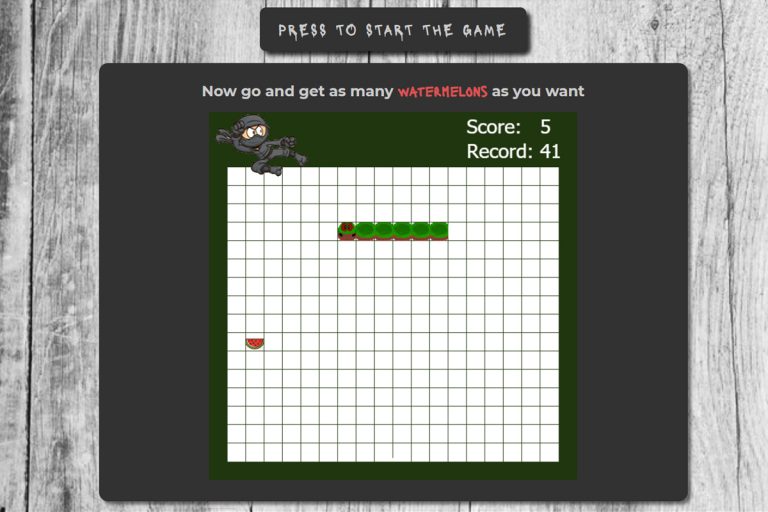 PRESS TO START THE GAME
Now go and get as many WATERMELONS as you want
Score: 5
Record: 41